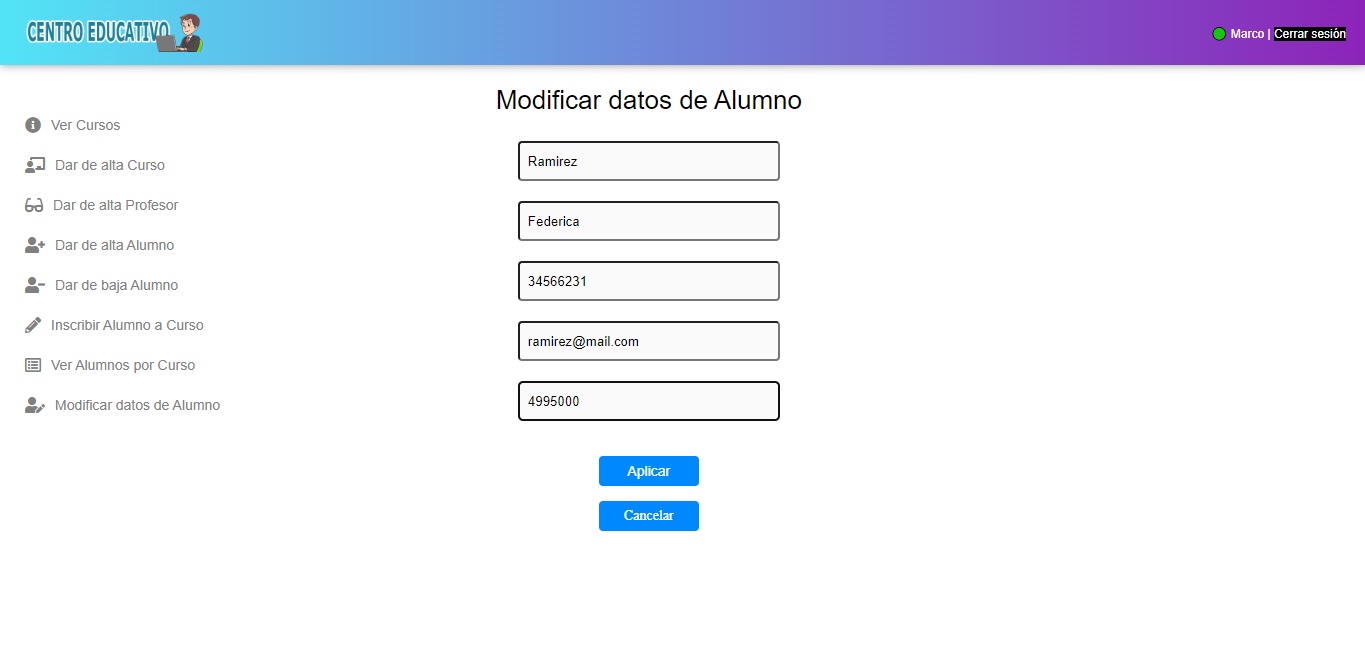 CENTRO EDUCATIVO
Marco | Cerrar sesión
Ver Cursos
Dar de alta Curso
Dar de alta Profesor
Dar de alta Alumno
Dar de baja Alumno
Inscribir Alumno a Curso
Ver Alumnos por Curso
Modificar datos de Alumno
Modificar datos de Alumno
Ramirez
Federica
34566231
ramirez@mail.com
4995000
Aplicar
Cancelar